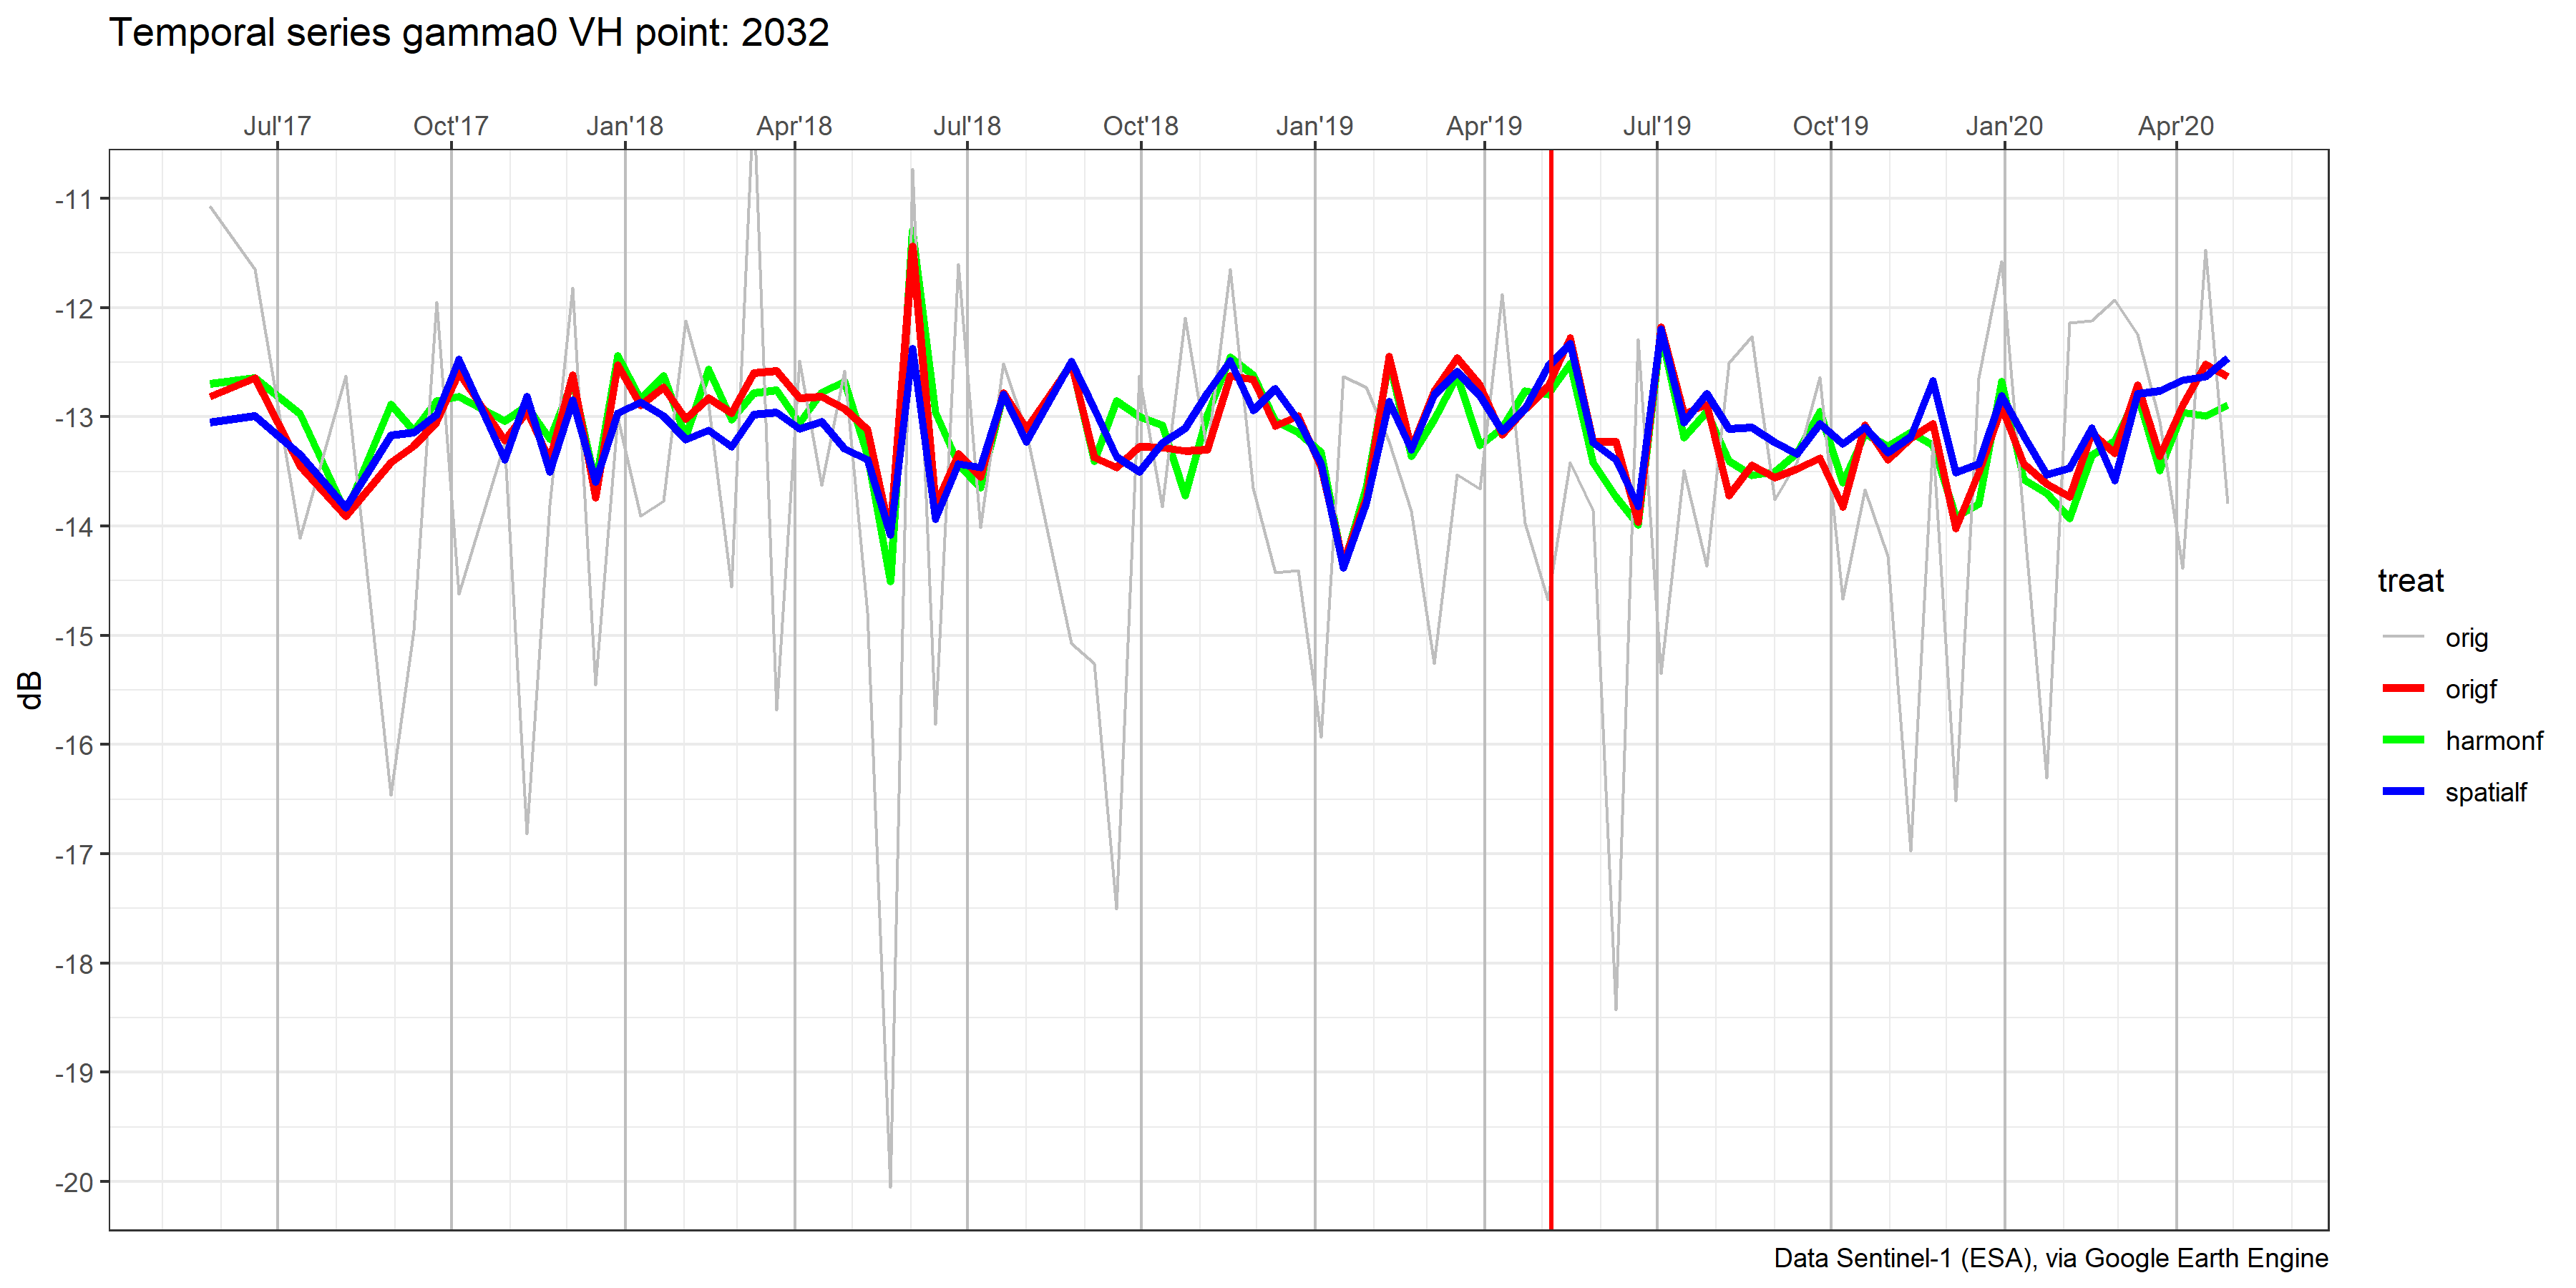 Temporal series gamma0 VH point: 2032
Jul'17 Oct'17 Jan'18 Apr'18 Jul'18 Oct'18 Jan'19 Apr'19 Jul'19 Oct'19 Jan'20 Apr'20
-11
-12
-13
-14
-15
-16
-17
-18
-19
-20
dB
treat
orig
origf
harmonf
spatialf
Data Sentinel-1 (ESA), via Google Earth Engine